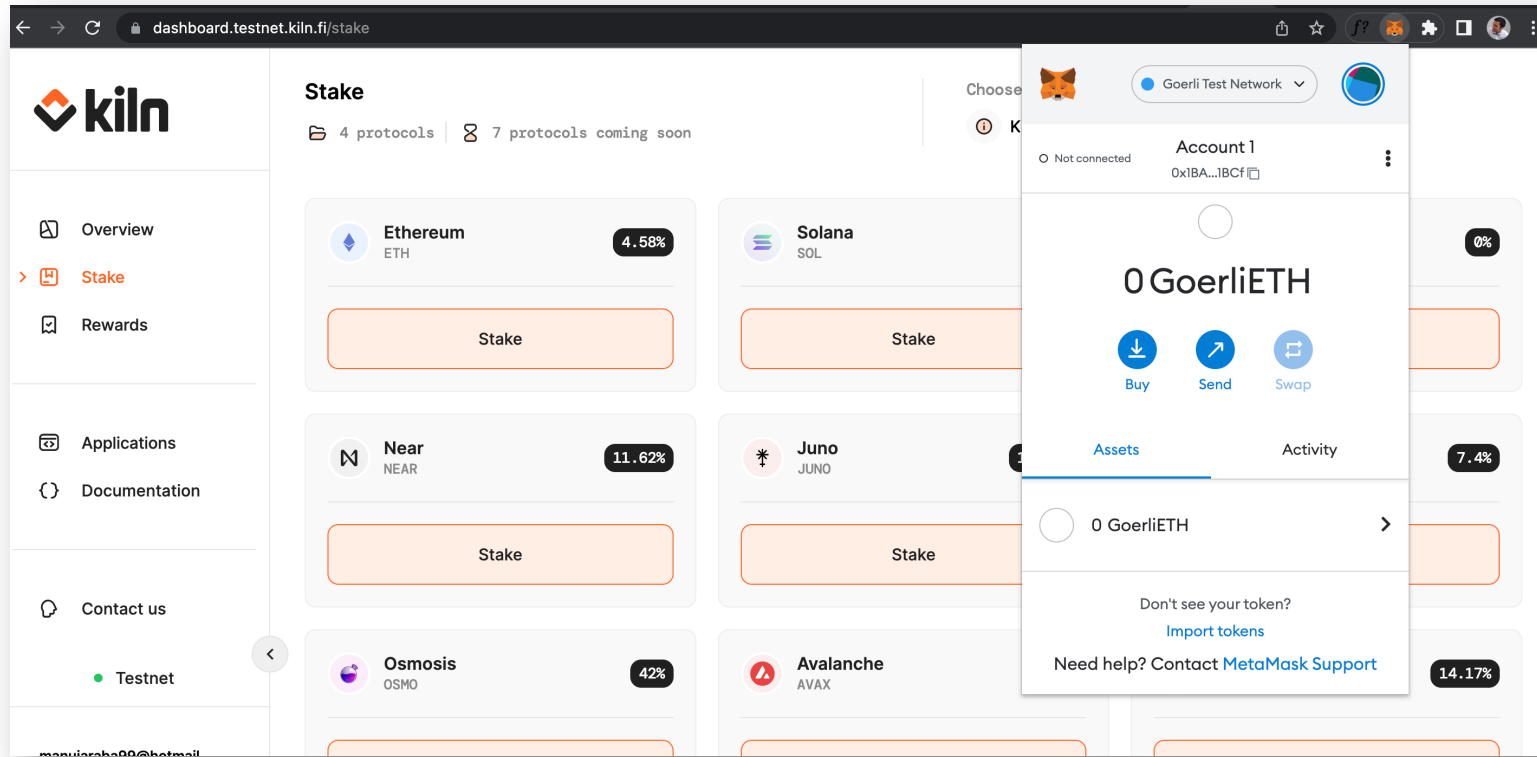 dashboard.testnet.kiln.fi/stake
f?
kiln
Overview
Stake
Rewards
Applications
Documentation
Contact us
Testnet
Stake
4 protocols
7 protocols coming soon
Choose
K
Ethereum
ETH
4.58%
Stake
Solana
SOL
Stake
0%
Near
NEAR
11.62%
Stake
Juno
JUNO
1
Stake
7.4%
Osmosis
OSMO
42%
Avalanche
AVAX
14.17%
Goerli Test Network
Not connected
Account 1
0x1BA...1BCf
0 GoerliETH
Buy
Send
Swap
Assets
Activity
0 GoerliETH
Don't see your token?
Import tokens
Need help? Contact MetaMask Support